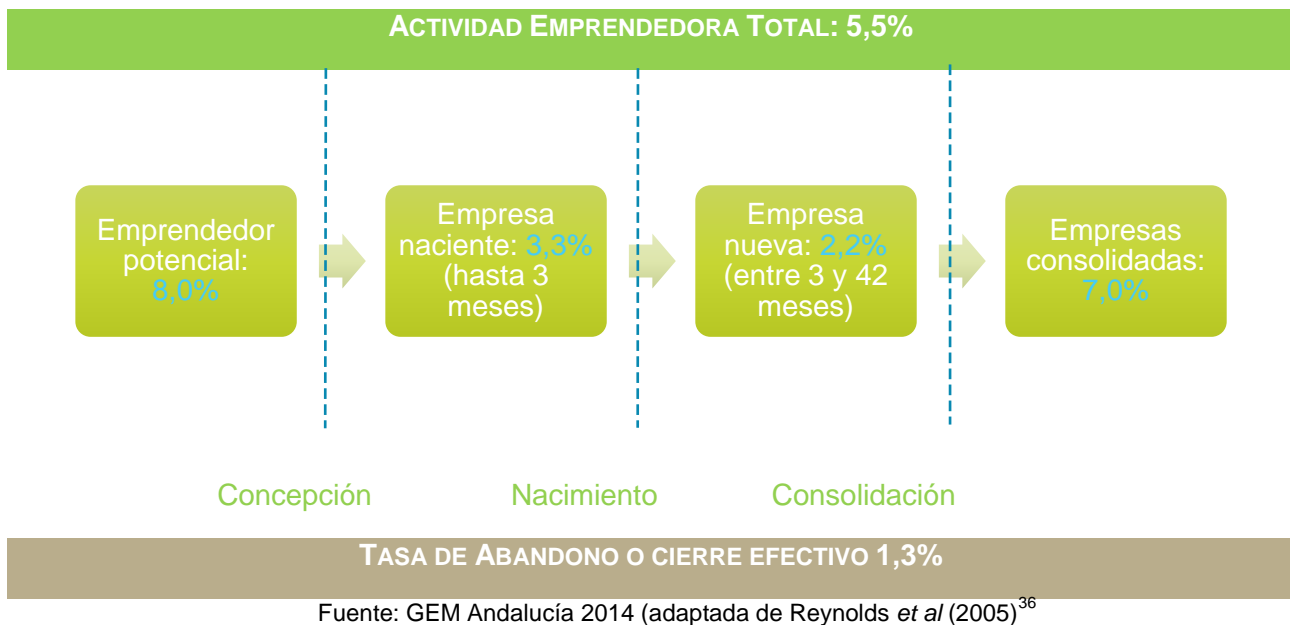 ACTIVIDAD EMPRENDEDORA TOTAL: 5,5%
Emprendedor
potencial:
8,0%
Empresa
naciente: 3,3%
(hasta 3
meses)
Empresa
nueva: 2,2%
(entre 3 y 42
meses)
Empresas
consolidadas:
7,0%
Concepción
Nacimiento
Consolidación
TASA DE ABANDONO O CIERRE EFECTIVO 1,3%
Fuente: GEM Andalucía 2014 (adaptada de Reynolds et al (2005)36